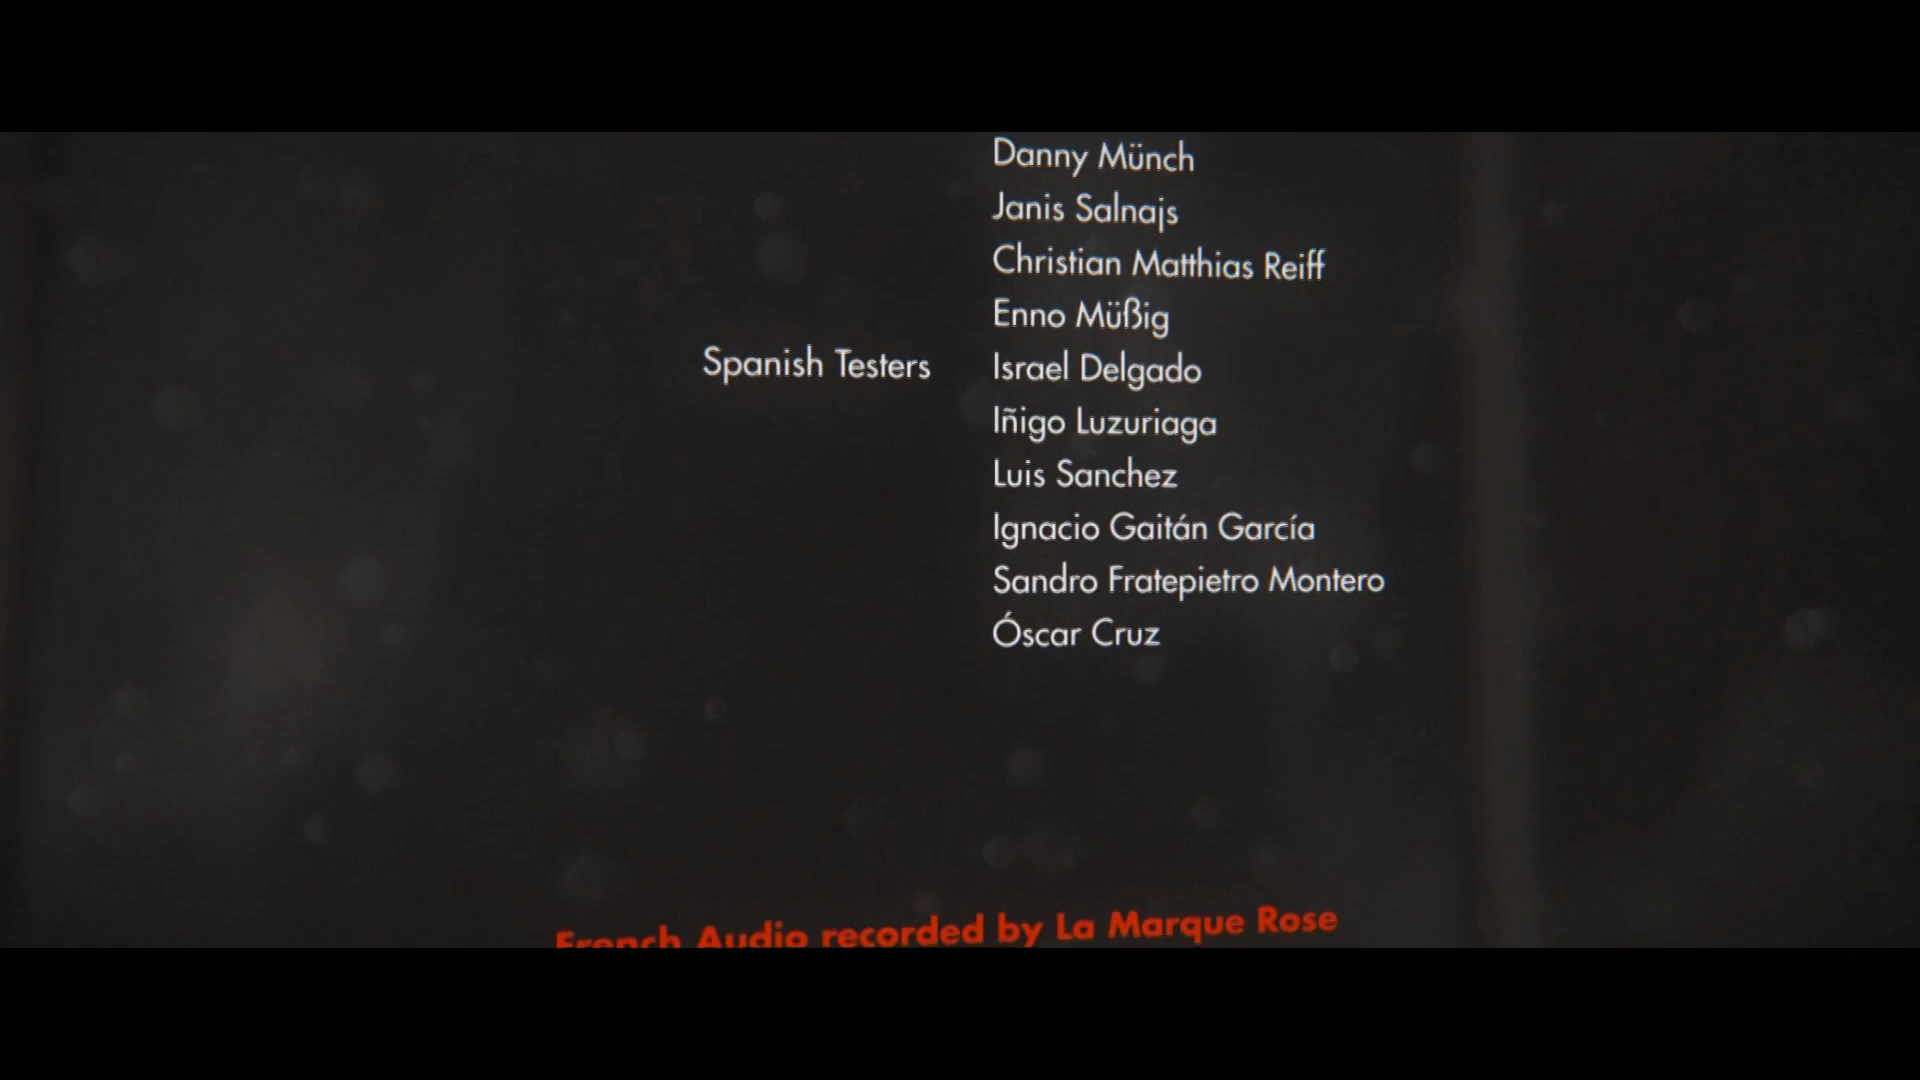 Danny Münch
Janis Salnajs
Christian Matthias Reiff
Enno Müßig
Spanish Testers Israel Delgado
Iñigo Luzuriaga
Luis Sanchez
Ignacio Gaitán García
Sandro Fratepietro Montero
Óscar Cruz
French Audio recorded by La Marque Rose